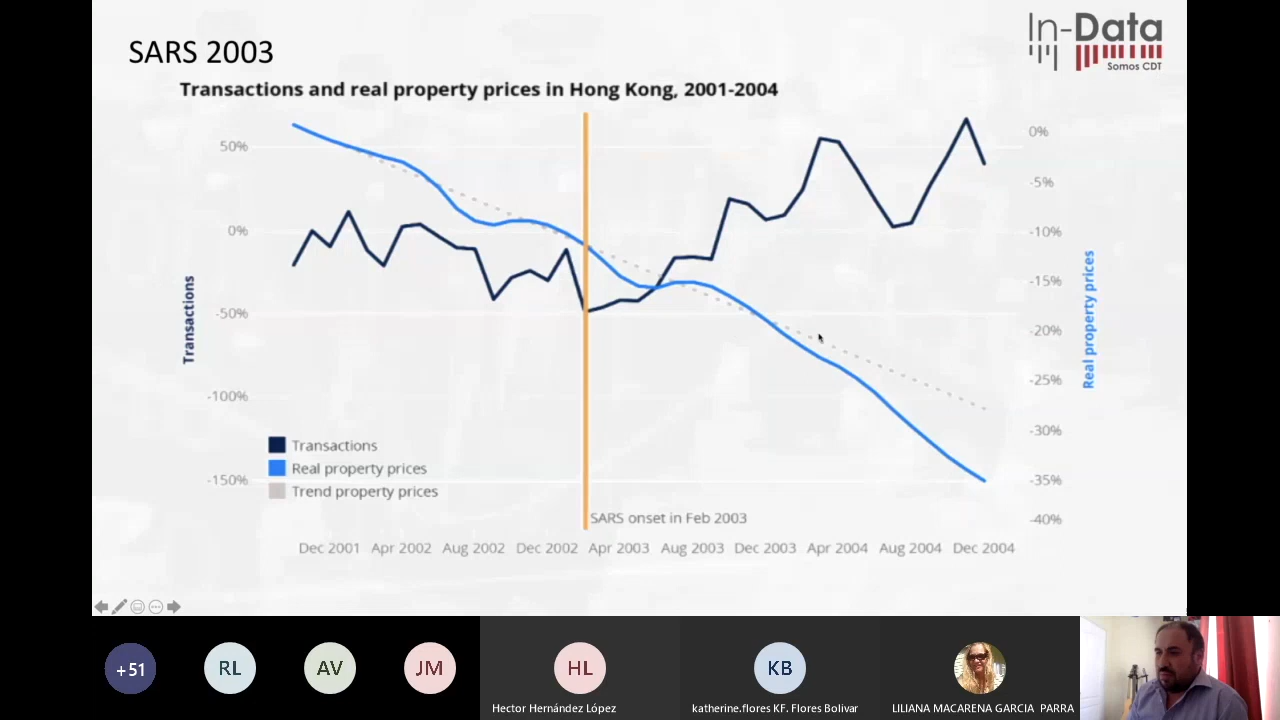 SARS 2003
In-Data
Somos CDT
Transactions and real property prices in Hong Kong, 2001-2004
50%
0%
-50%
-100%
-150%
Transactions
0%
-5%
-10%
-15%
-20%
-25%
-30%
-35%
-40%
Real property prices
Transactions
Real property prices
Trend property prices
SARS onset in Feb 2003
Dec 2001 Apr 2002 Aug 2002 Dec 2002 Apr 2003 Aug 2003 Dec 2003 Apr 2004 Aug 2004 Dec 2004
+51
RL
AV
JM
HL
KB
Hector Hernández López
katherine.flores KF. Flores Bolivar
LILIANA MACARENA GARCIA PARRA